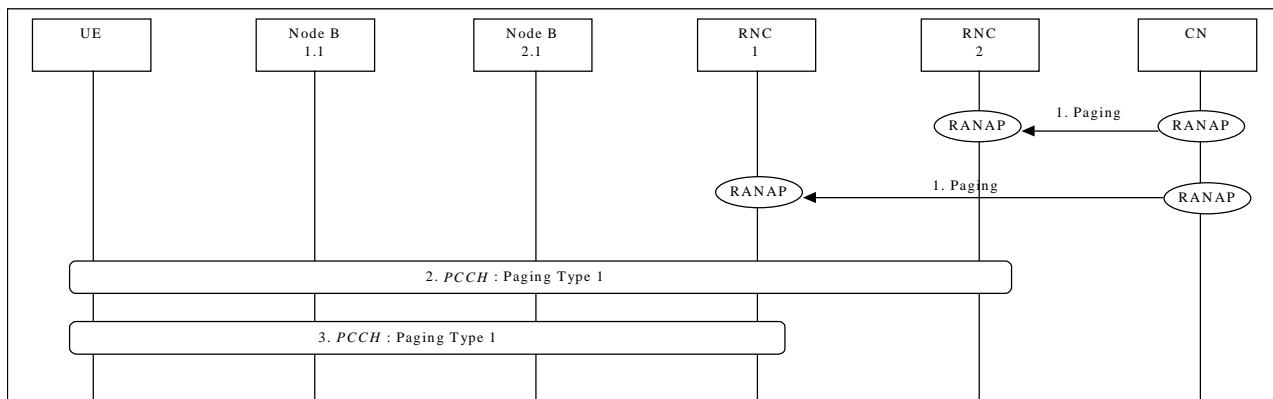 UE
Node B
1.1
Node B
2.1
RNC
1
RNC
2
CN
1. Paging
RANAP
RANAP
1. Paging
RANAP
RANAP
2. PCCH : Paging Type 1
3. PCCH : Paging Type 1